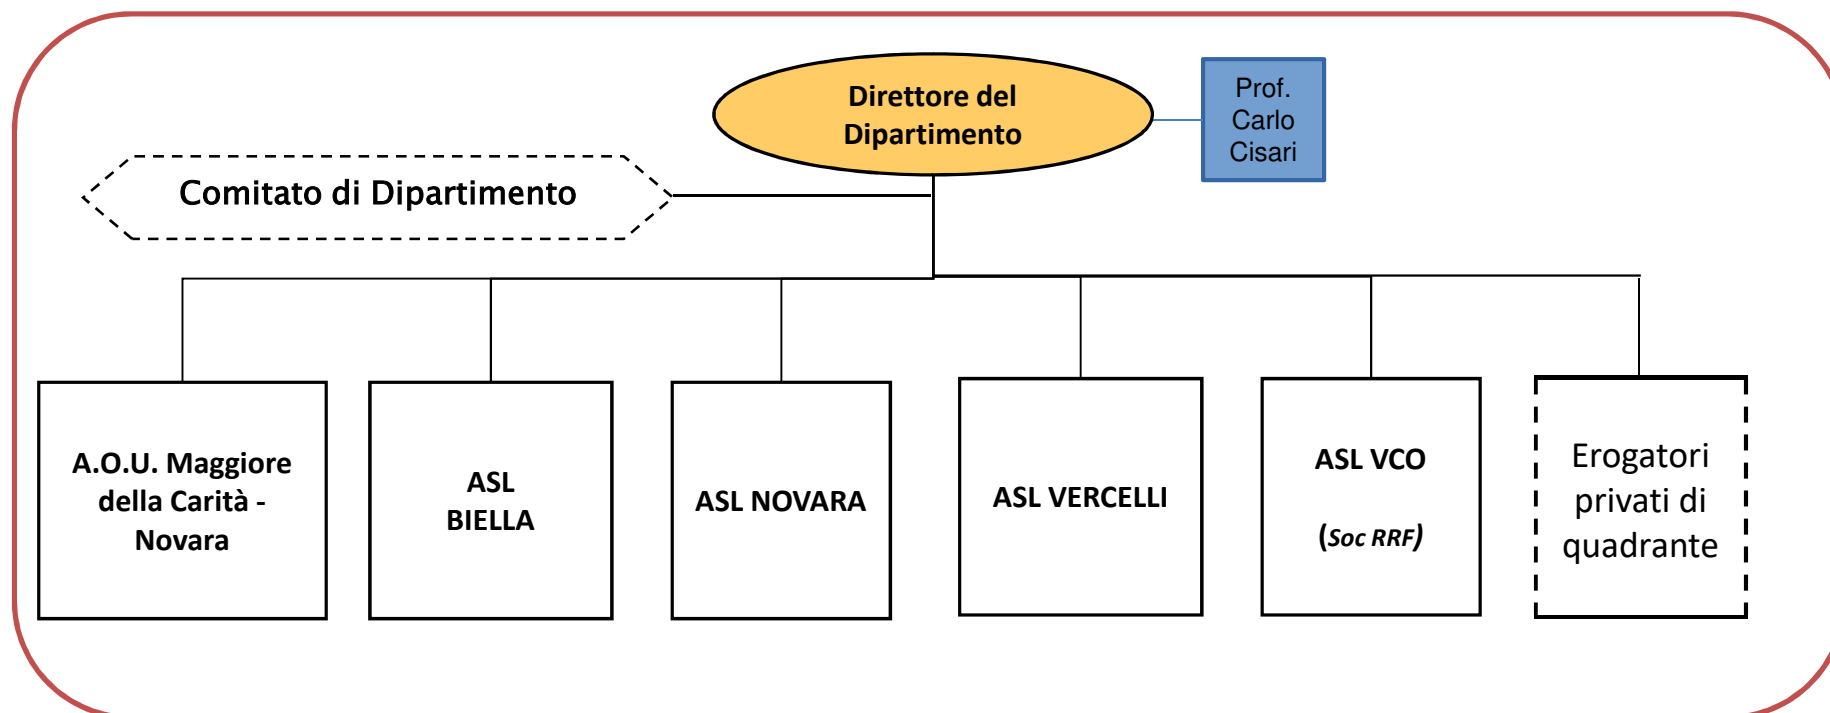 Direttore del
Dipartimento
Prof.
Carlo
Cisari
Comitato di Dipartimento
A.O.U. Maggiore
della Carità -
Novara
ASL
BIELLA
ASL NOVARA
ASL VERCELLI
ASL VCO
(Soc RRF)
Erogatori
privati di
quadrante